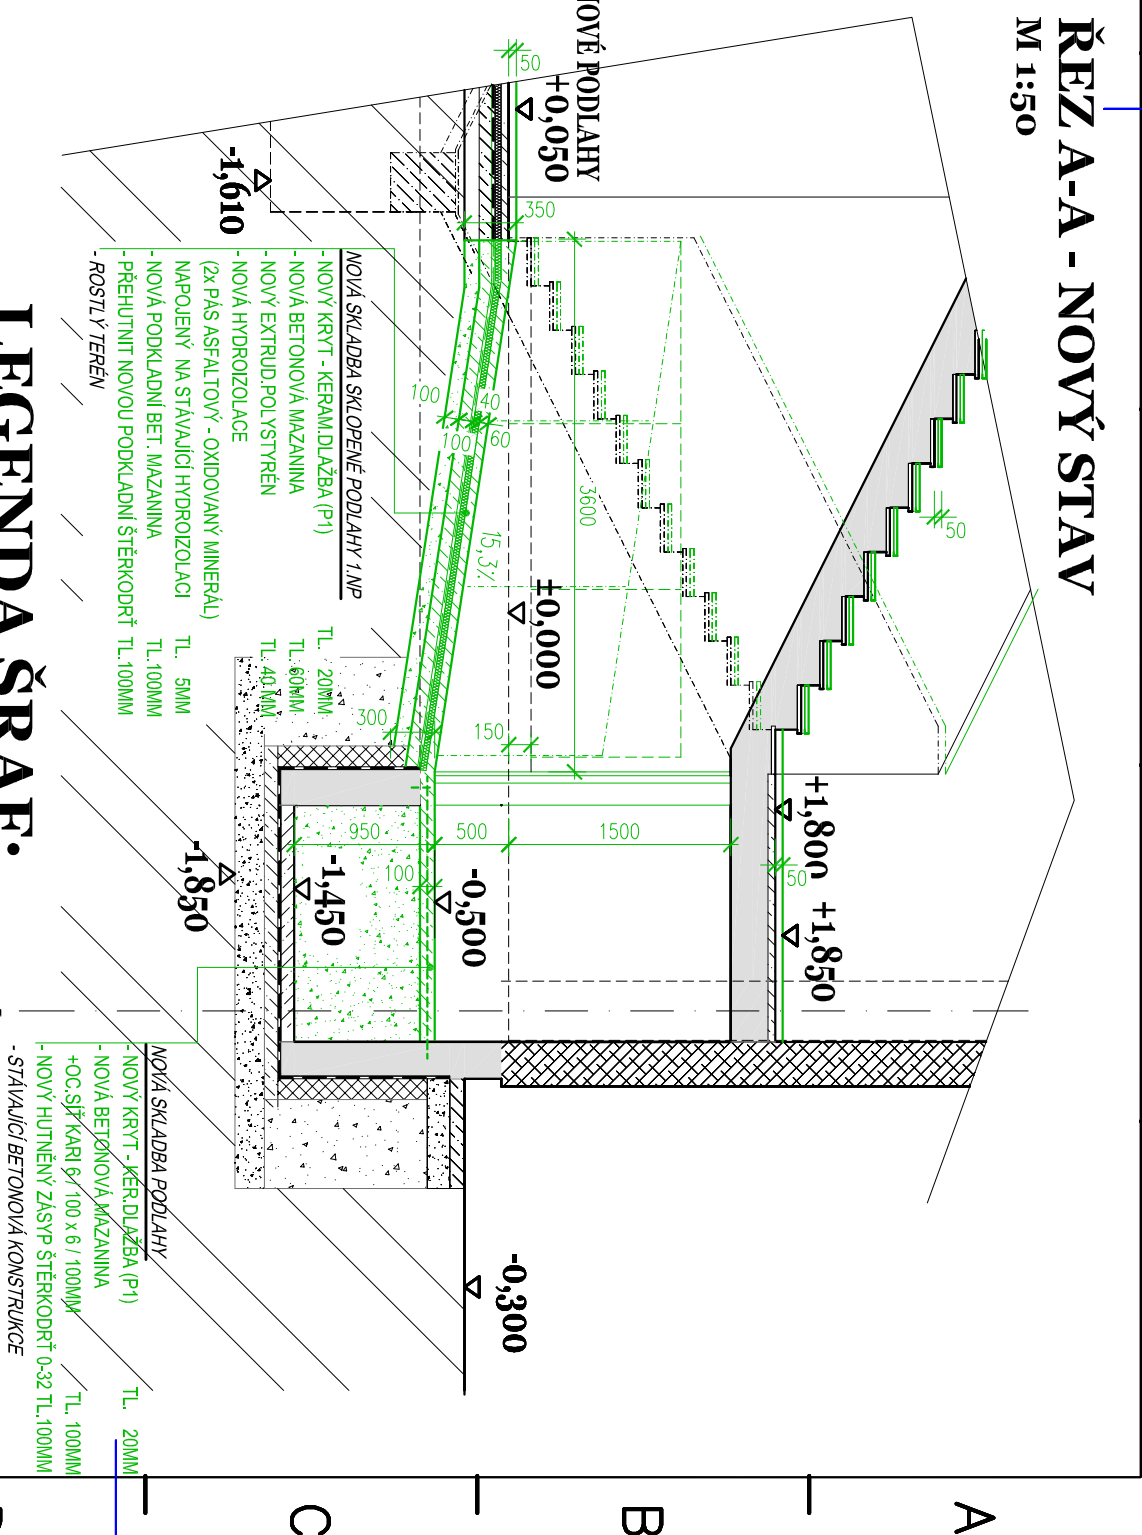 ŘEZ A-A - NOVÝ STAV
M 1:50
NOVÉ PODLAHY
50
+0,050
350
-1,610
3600
±0,000
15,3%
100
40
100
60
50
150
300
+1,800
+1,850
50
1500
500
950
100
-0,500
-1,450
-1,850
-0,300
NOVÁ SKLADBA SKLOPENÉ PODLAHY 1.NP
- NOVÝ KRYT - KERAM.DLAŽBA (P1) TL. 20MM
- NOVÁ BETONOVÁ MAZANINA TL. 60MM
- NOVÝ EXTRUD.POLYSTYRÉN TL. 40 MM
- NOVÁ HYDROIZOLACE
(2x PÁS ASFALTOVÝ - OXIDOVANÝ MINERÁL)
NAPOJENÝ NA STÁVAJÍCÍ HYDROIZOLACI TL. 5MM
- NOVÁ PODKLADNÍ BET. MAZANINA TL.100MM
- PŘEHUTNIT NOVOU PODKLADNÍ ŠTĚRKODRŤ TL.100MM
- ROSTLÝ TERÉN
NOVÁ SKLADBA PODLAHY
- NOVÝ KRYT - KER.DLAŽBA (P1) TL. 20MM
- NOVÁ BETONOVÁ MAZANINA
+OC.SÍŤ KARI 6 / 100 x 6 / 100MM TL. 100MM
- NOVÝ HUTNĚNÝ ZÁSYP ŠTĚRKODRŤ 0-32 TL.100MM
- STÁVAJÍCÍ BETONOVÁ KONSTRUKCE
LEGENDA ŠRAF:
A
B
C